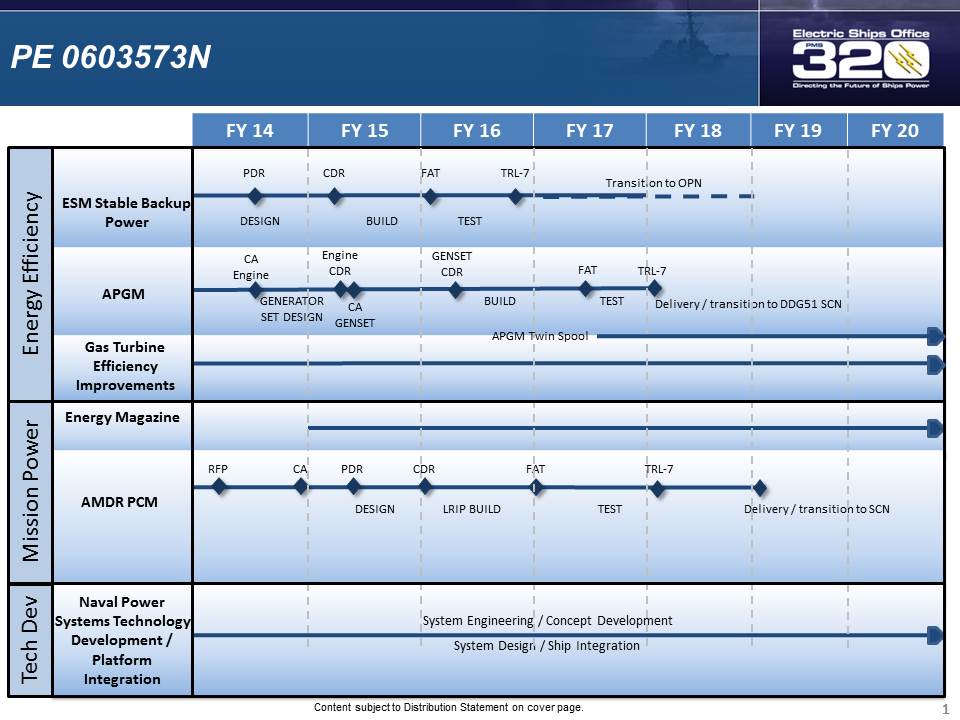 PE 0603573N
Electric Ships Office
PMS
320
Directing the Future of Ships Power
FY 14 FY 15 FY 16 FY 17 FY 18 FY 19 FY 20
Energy Efficiency
ESM Stable Backup
Power
PDR CDR FAT TRL-7
Transition to OPN
DESIGN BUILD TEST
APGM
CA
Engine
Engine
CDR
GENSET
CDR
FAT TRL-7
GENERATOR
SET DESIGN
CA
GENSET
BUILD TEST
Delivery / transition to DDG51 SCN
APGM Twin Spool
Gas Turbine
Efficiency
Improvements
Mission Power
Energy Magazine
AMDR PCM
RFP CA PDR CDR FAT TRL-7
DESIGN LRIP BUILD TEST Delivery / transition to SCN
Tech Dev
Naval Power
Systems Technology
Development /
Platform
Integration
System Engineering / Concept Development
System Design / Ship Integration
Content subject to Distribution Statement on cover page.
1